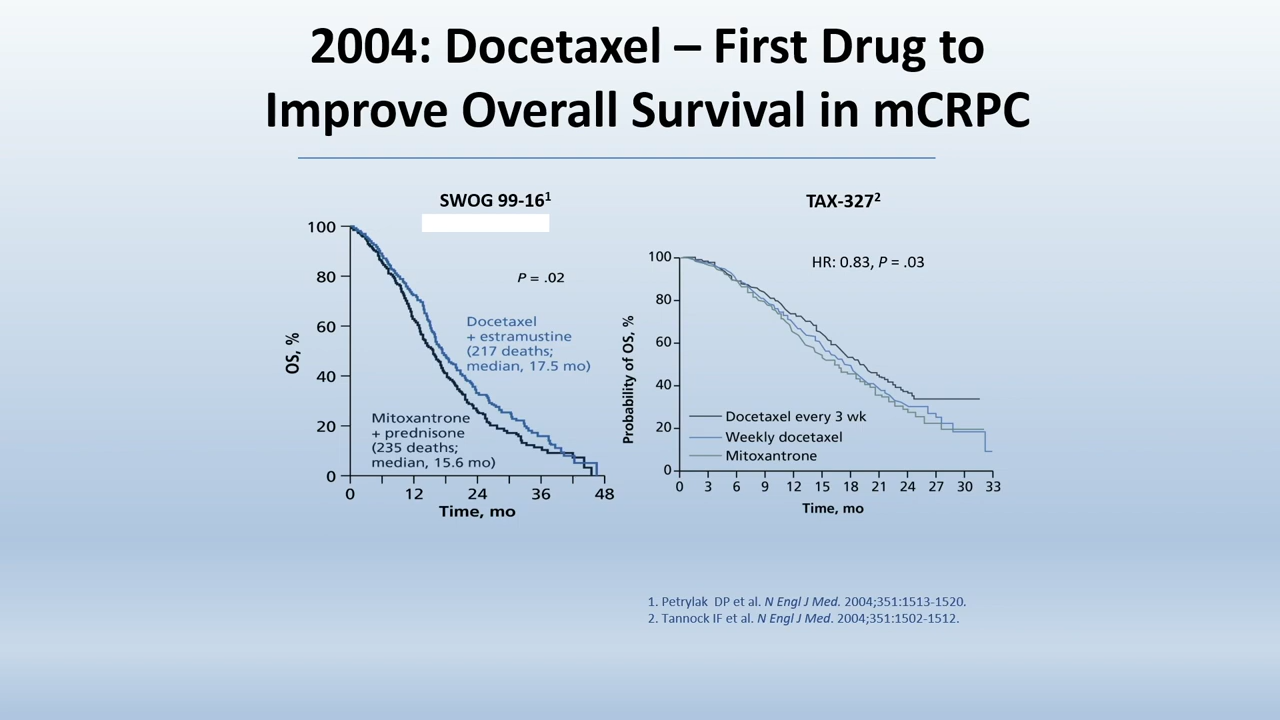 2004: Docetaxel – First Drug to
Improve Overall Survival in mCRPC
SWOG 99-16¹
100
80
60
40
20
0
OS, %
P = .02
Docetaxel
+ estramustine
(217 deaths;
median, 17.5 mo)
Mitoxantrone
+ prednisone
(235 deaths;
median, 15.6 mo)
0 12 24 36 48
Time, mo
TAX-327²
100
80
60
40
20
0
Probability of OS, %
HR: 0.83, P = .03
Docetaxel every 3 wk
Weekly docetaxel
Mitoxantrone
0 3 6 9 12 15 18 21 24 27 30 33
Time, mo
1. Petrylak DP et al. N Engl J Med. 2004;351:1513-1520.
2. Tannock IF et al. N Engl J Med. 2004;351:1502-1512.